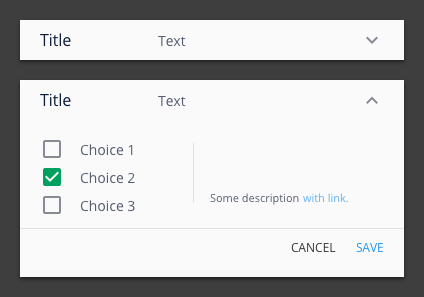 Title Text
Title Text
Choice 1
Choice 2
Choice 3
Some description with link.
CANCEL SAVE